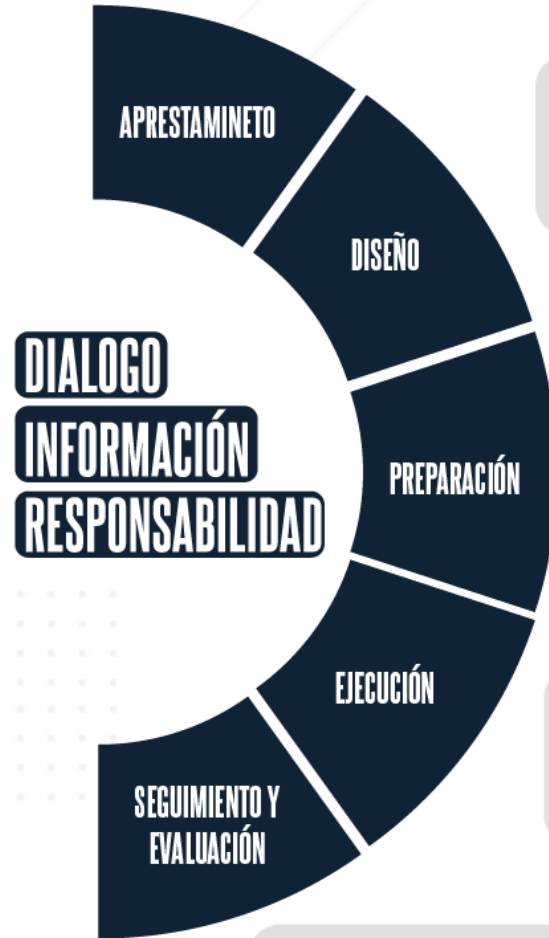 APRESTAMINETO
DISEÑO
DIALOGO
INFORMACIÓN
RESPONSABILIDAD
PREPARACIÓN
EJECUCIÓN
SEGUIMIENTO Y
EVALUACIÓN